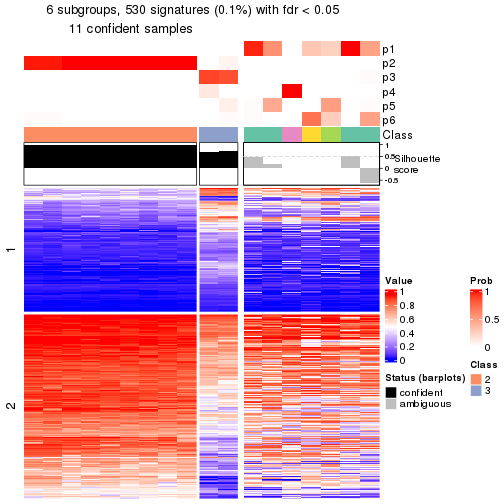 6 subgroups, 530 signatures (0.1%) with fdr < 0.05
11 confident samples
p1
p2
p3
p4
p5
p6
Class
1
0.5
0
-0.5
Silhouette
score
1
2
Value
1
0.8
0.6
0.4
0.2
0
Prob
1
0.5
0
Status (barplots)
confident
ambiguous
Class
2
3